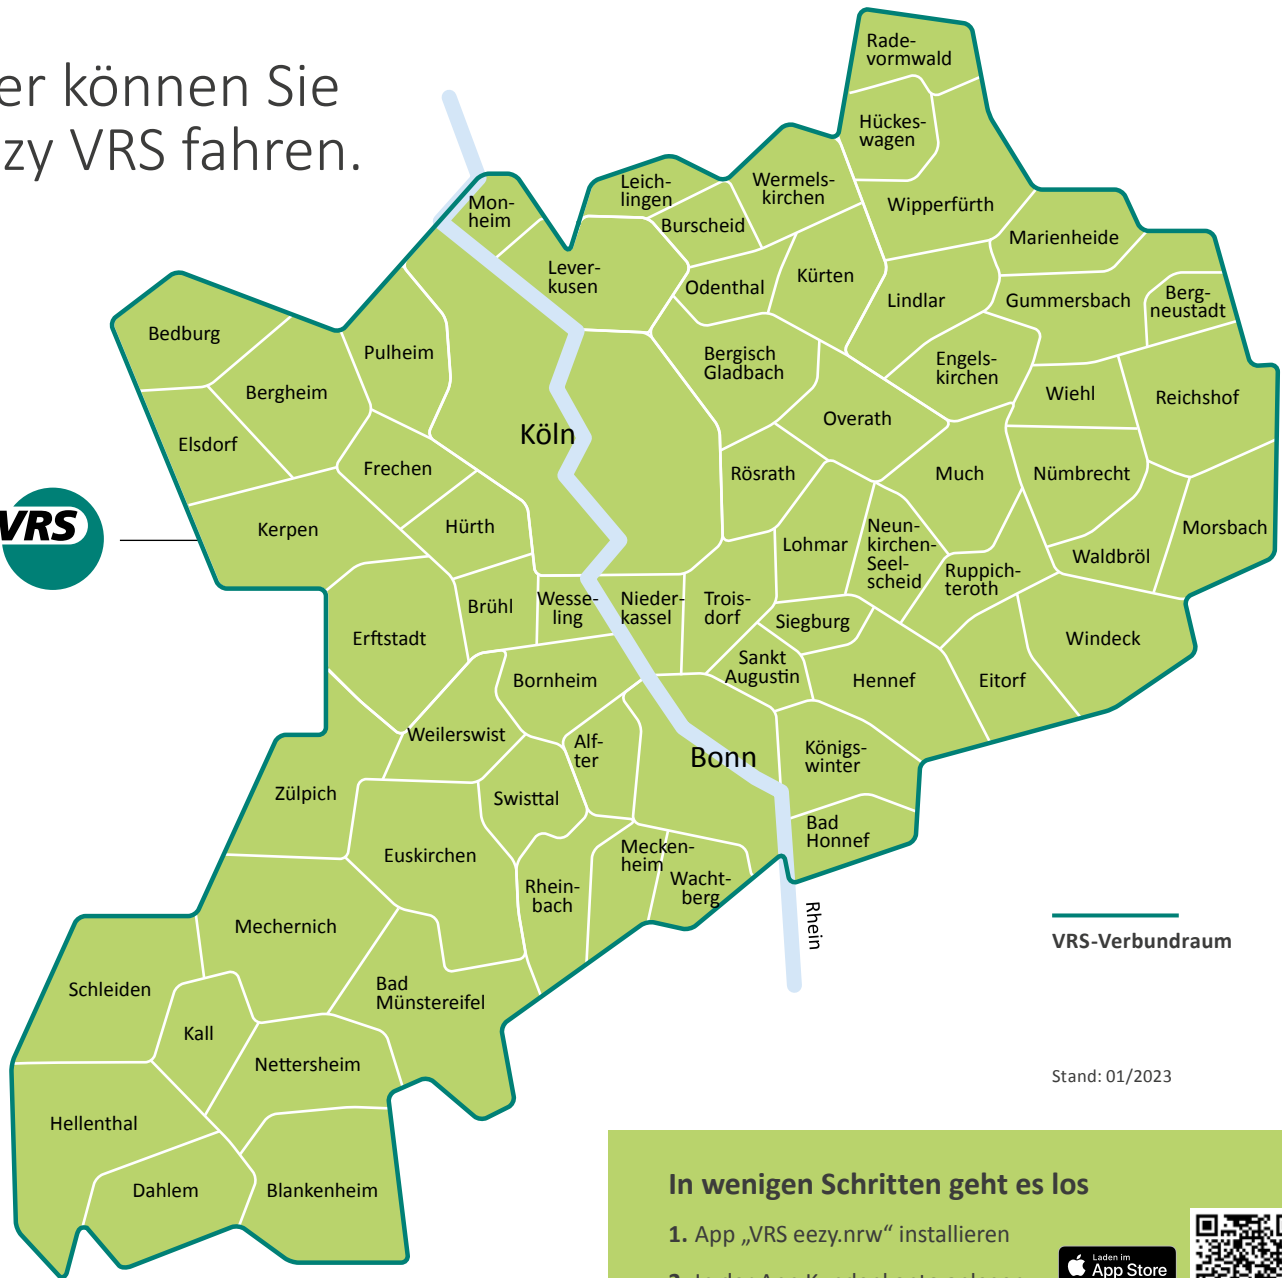 er können Sie
zy VRS fahren.
Rade-
vormwald
Hückes-
wagen
Wermels-
kirchen
Leich-
lingen
Mon-
heim
Burscheid
Wipperfürth
Marienheide
Lever-
kusen
Odenthal
Kürten
Lindlar
Gummersbach
Berg-
neustadt
Bedburg
Pulheim
Bergisch
Gladbach
Engels-
kirchen
Bergheim
Wiehl
Reichshof
Overath
Köln
Elsdorf
Frechen
Rösrath
Much
Nümbrecht
VRS
Kerpen
Hürth
Lohmar
Neun-
kirchen-
Seel-
scheid
Morsbach
Waldbröl
Ruppich-
teroth
Brühl
Wesse-
ling
Nieder-
kassel
Trois-
dorf
Siegburg
Erftstadt
Windeck
Sankt
Augustin
Bornheim
Hennef
Eitorf
Weilerswist
Alf-
ter
Bonn
Königs-
winter
Zülpich
Swisttal
Bad
Honnef
Euskirchen
Mecken-
heim
Wacht-
berg
Rhein-
bach
Rhein
Mechernich
VRS-Verbundraum
Schleiden
Bad
Münstereifel
Kall
Nettersheim
Stand: 01/2023
Hellenthal
Dahlem
Blankenheim
In wenigen Schritten geht es los
1. App „VRS eezy.nrw“ installieren
Laden im
App Store